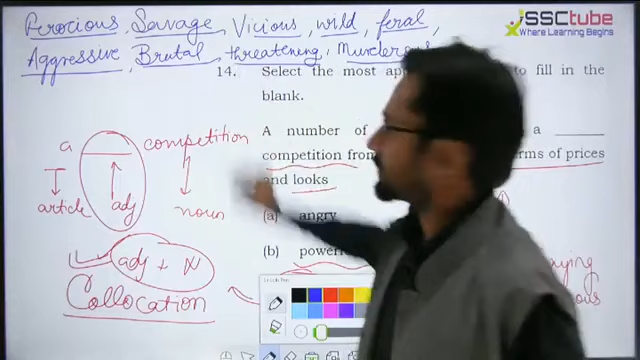 Ferocious, Savage, Vicious, wild, feral,
Aggressive, Brutal, threatening, Murderous,
SSCtube
Where Learning Begins
14. Select the most to fill in the
blank.
A number of a ______
competition from terms of prices
and looks
(a) angry
(b)
a ___ competition
article adj noun
adj + N
Collocation